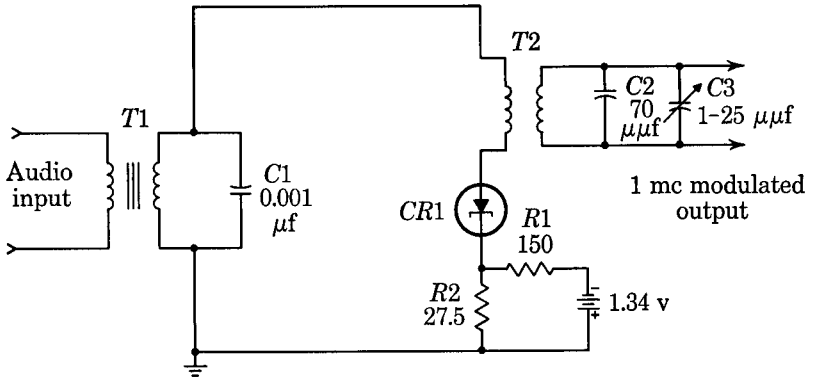 T2
C2
70
μμf
C3
1-25 μμf
T1
Audio
input
C1
0.001
μf
1 mc modulated
output
CR1
R1
150
R2
27.5
1.34 v
-
+